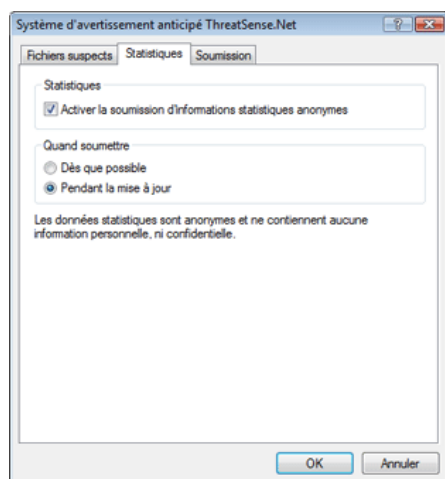 Système d'avertissement anticipé ThreatSense.Net
Fichiers suspects Statistiques Soumission
Statistiques
Activer la soumission d'informations statistiques anonymes
Quand soumettre
Dès que possible
Pendant la mise à jour
Les données statistiques sont anonymes et ne contiennent aucune
information personnelle, ni confidentielle.
OK Annuler